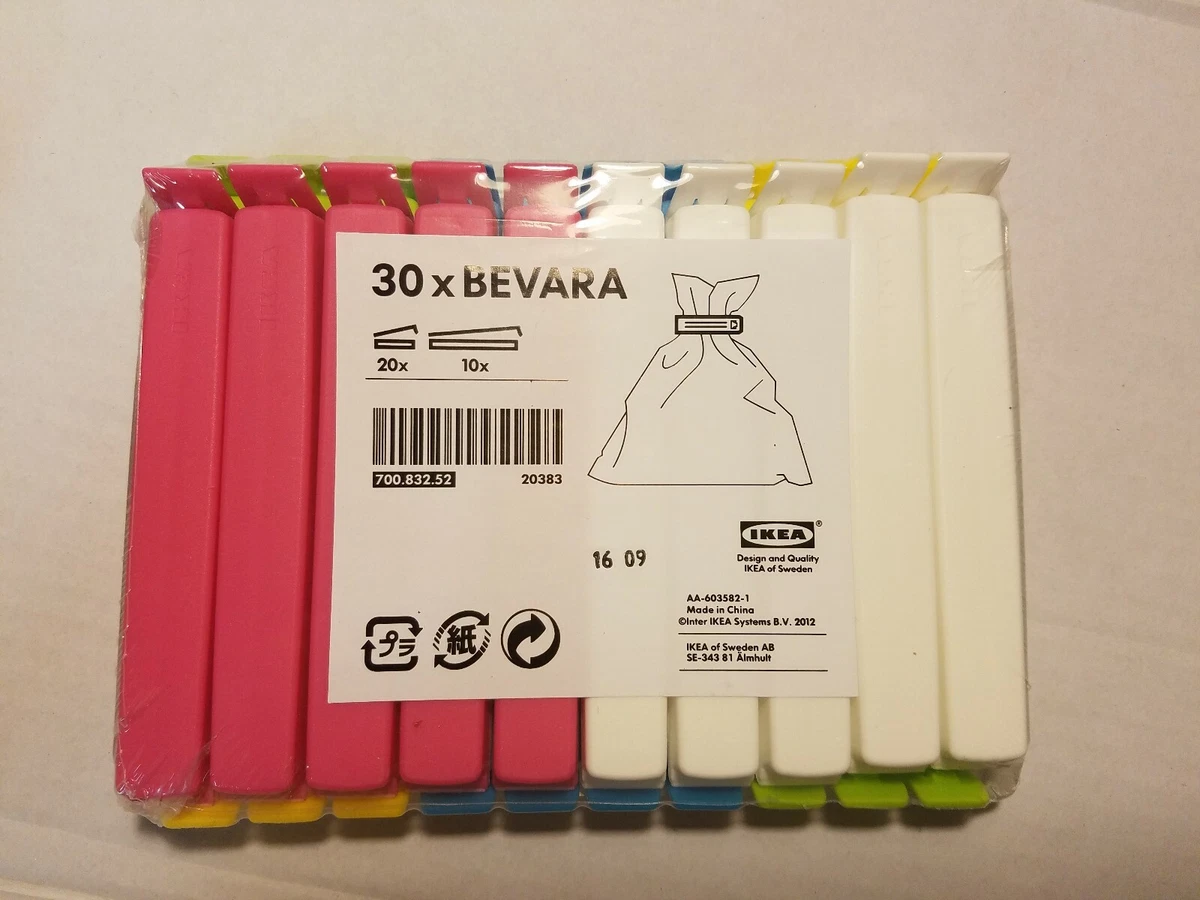 30 x BEVARA
20x 10x
700.832.52 20383
16 09
IKEA®
Design and Quality
IKEA of Sweden
AA-603582-1
Made in China
©Inter IKEA Systems B.V. 2012
IKEA of Sweden AB
SE-343 81 Älmhult
プラ
紙
IKEA
IKEA